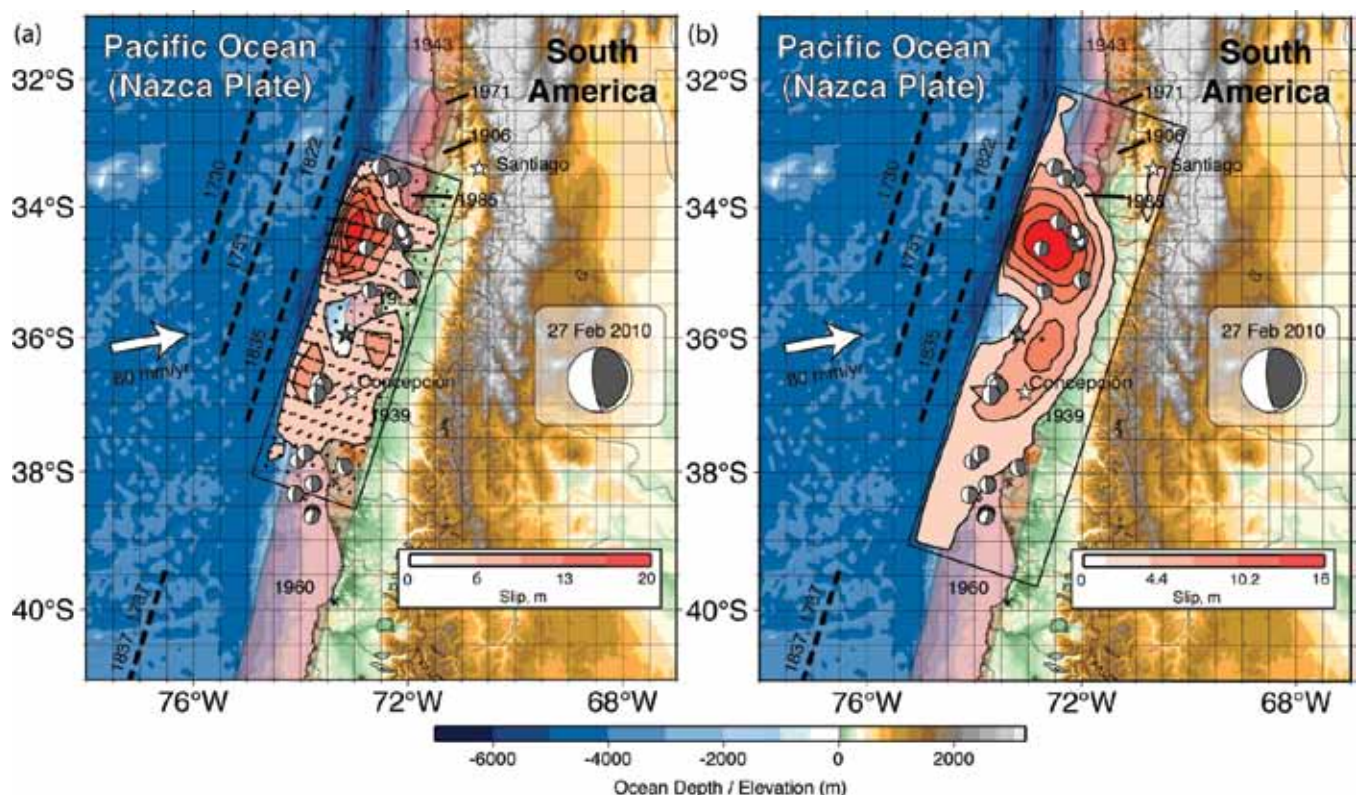 (a)
Pacific Ocean
(Nazca Plate)
South
America
1943
1971
1906
Santiago
1985
1730
1822
1751
1835
80 mm/yr
27 Feb 2010
Concepción
1939
1960
1787
1837
0 6 13 20
Slip, m
32°S
34°S
36°S
38°S
40°S
76°W 72°W 68°W
(b)
Pacific Ocean
(Nazca Plate)
South
America
1943
1971
1906
Santiago
1985
1730
1822
1751
1835
80 mm/yr
27 Feb 2010
Concepción
1939
1960
1787
1837
0 4.4 10.2 16
Slip, m
32°S
34°S
36°S
38°S
40°S
76°W 72°W 68°W
-6000 -4000 -2000 0 2000
Ocean Depth / Elevation (m)